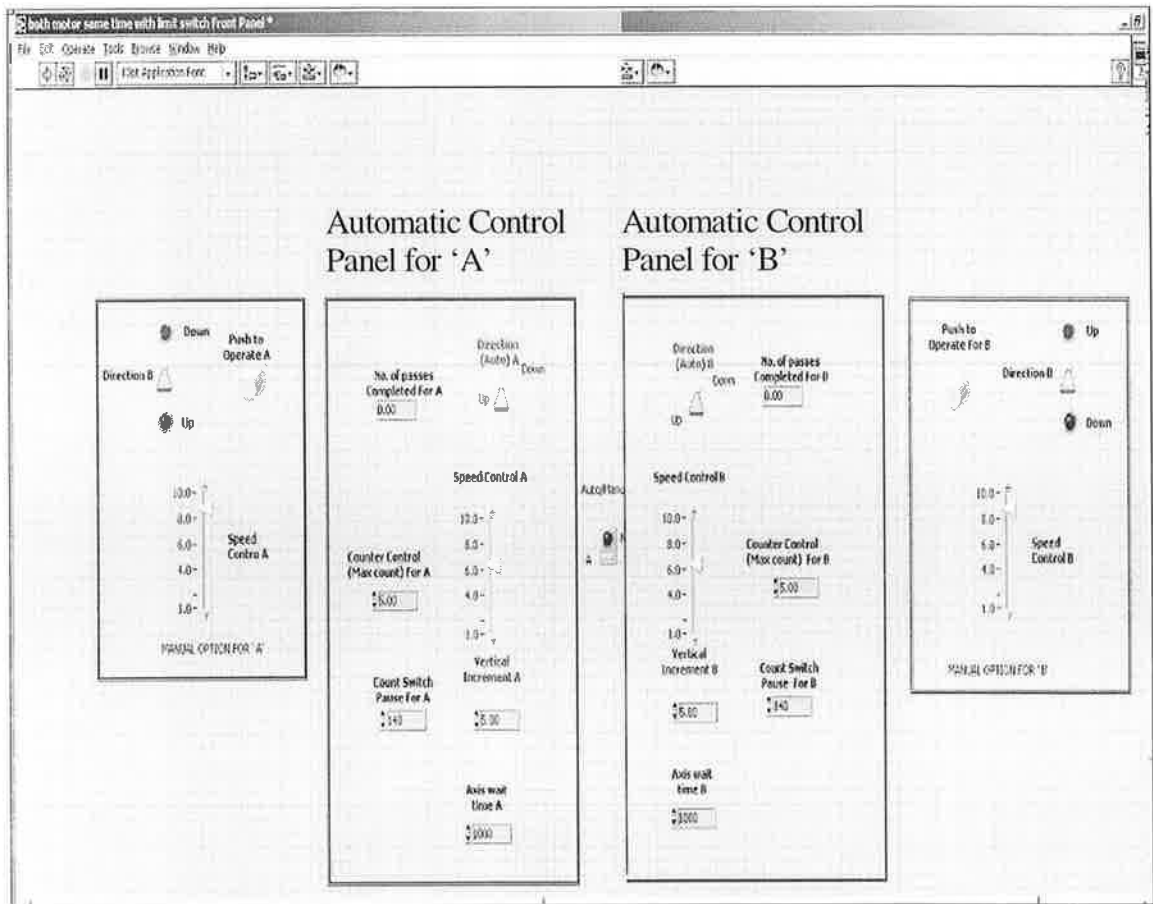 both motor same time with limit switch Front Panel *
File Edit Operate Tools Browse Window Help
13pt Application Font
Automatic Control
Panel for ‘A’
Automatic Control
Panel for ‘B’
Down
Push to
Operate A
Direction B
Up
10.0
8.0
6.0
4.0
1.0
Speed
Contro A
MANUAL OPTION FOR 'A'
Direction
(Auto) A
Down
Up
No. of passes
Completed For A
0.00
Speed Control A
10.0
8.0
6.0
4.0
1.0
Counter Control
(Max count) For A
5.00
Vertical
Increment A
5.00
Count Switch
Pause For A
140
Axis wait
time A
1000
A
Direction
(Auto) B
Down
Up
No. of passes
Completed For B
0.00
Speed Control B
10.0
8.0
6.0
4.0
1.0
Counter Control
(Max count) For B
5.00
Vertical
Increment B
5.00
Count Switch
Pause For B
140
Axis wait
time B
1000
Push to
Operate For B
Up
Direction B
Down
10.0
8.0
6.0
4.0
1.0
Speed
Control B
MANUAL OPTION FOR 'B'